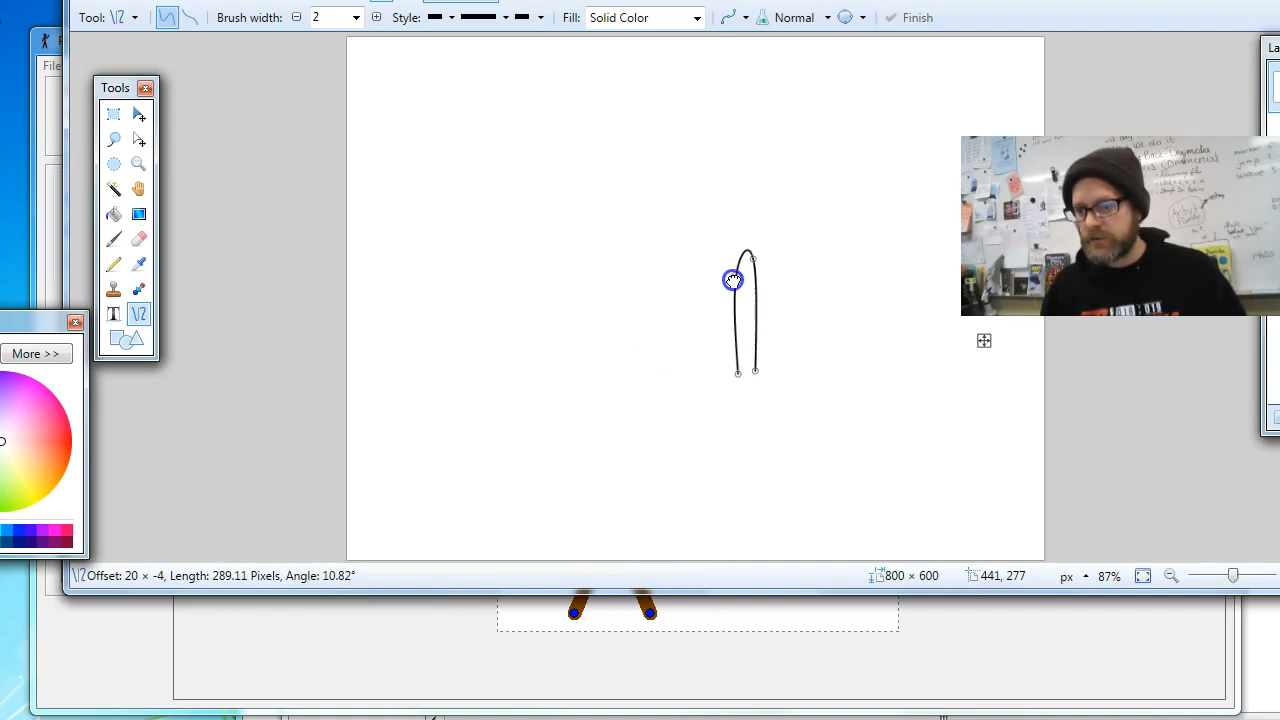 Tool:
Brush width:
2
Style:
Fill:
Solid Color
Normal
Finish
File
Tools
La
More >>
Offset: 20 × -4, Length: 289.11 Pixels, Angle: 10.82°
800 × 600
441, 277
px
87%